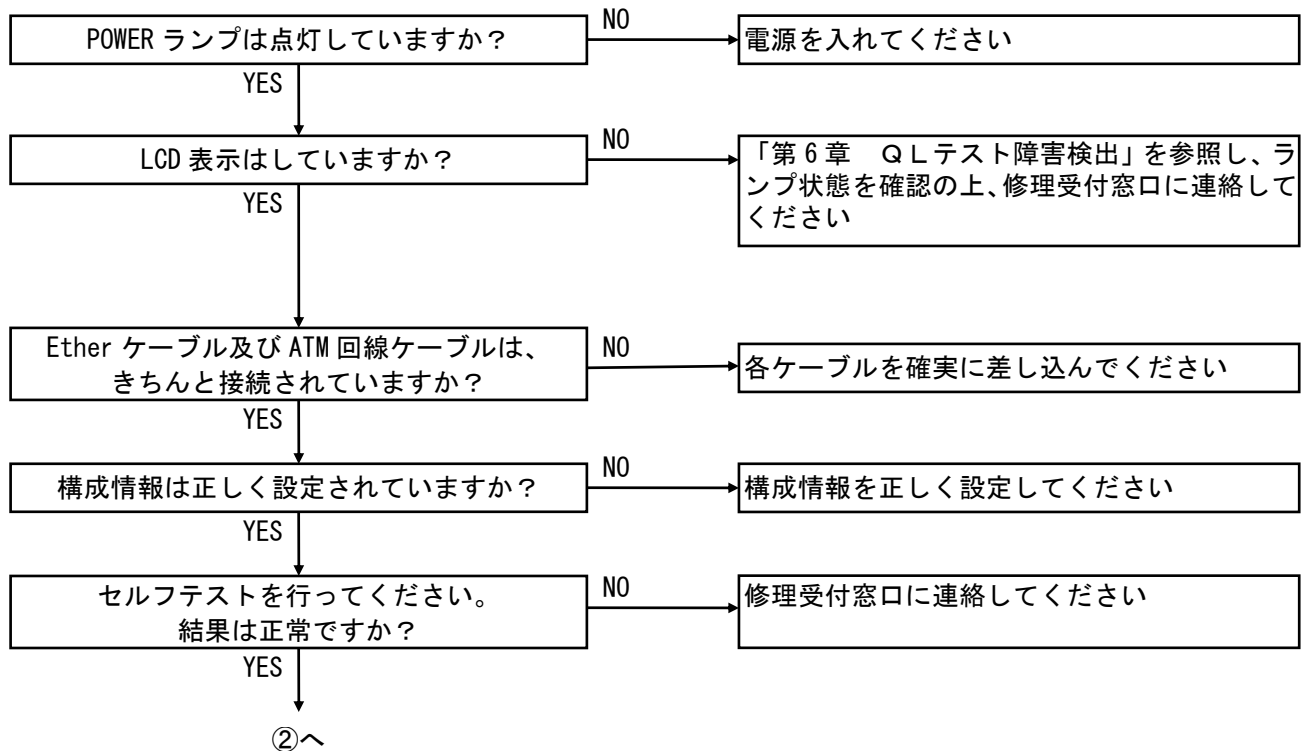 POWER ランプは点灯していますか？
NO
電源を入れてください
YES
LCD 表示はしていますか？
NO
「第６章　ＱＬテスト障害検出」を参照し、ラ
ンプ状態を確認の上、修理受付窓口に連絡して
ください
YES
Ether ケーブル及び ATM 回線ケーブルは、
きちんと接続されていますか？
NO
各ケーブルを確実に差し込んでください
YES
構成情報は正しく設定されていますか？
NO
構成情報を正しく設定してください
YES
セルフテストを行ってください。
結果は正常ですか？
NO
修理受付窓口に連絡してください
YES
②へ